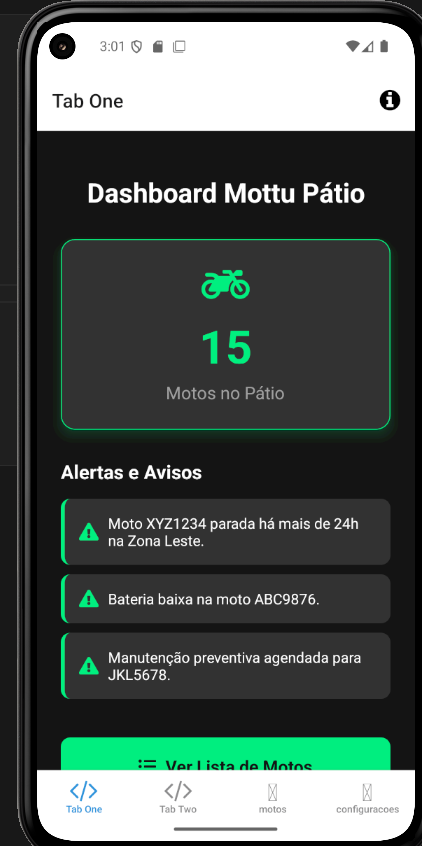 3:01
Tab One
Dashboard Mottu Pátio
15
Motos no Pátio
Alertas e Avisos
Moto XYZ1234 parada há mais de 24h
na Zona Leste.
Bateria baixa na moto ABC9876.
Manutenção preventiva agendada para
JKL5678.
Ver Lista de Motos
Tab One
Tab Two
motos
configuracoes